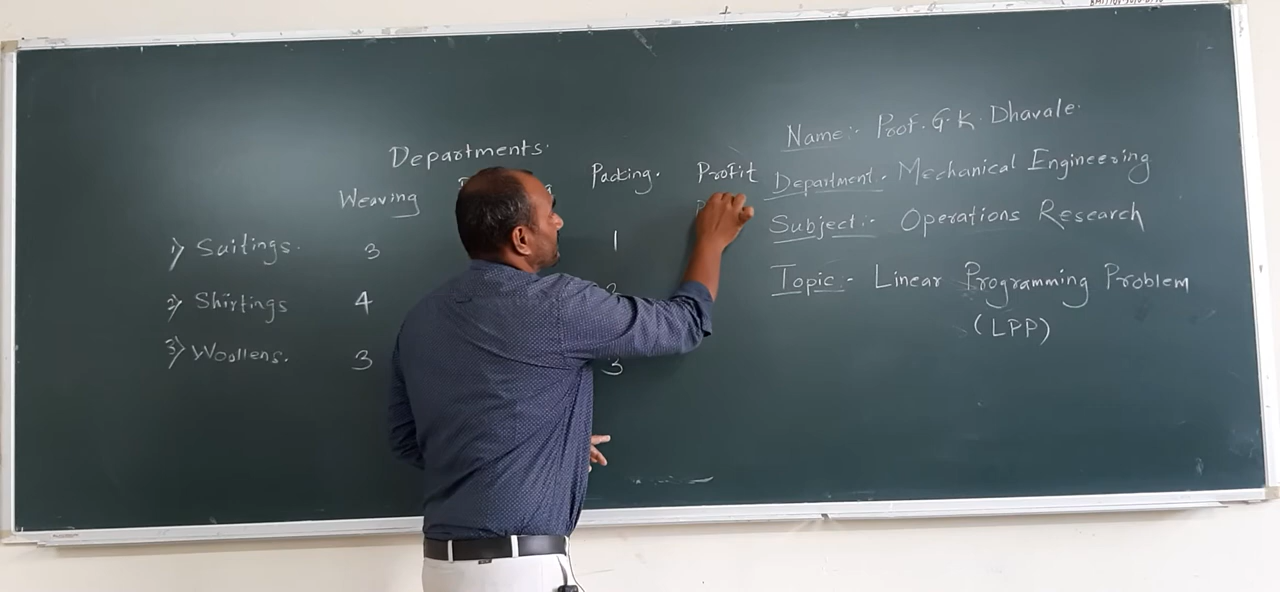 Departments.
Weaving Packing. Profit
1) Suitings. 3 1
2) Shirtings 4
3) Woollens. 3 3
Name:- Prof. G. K. Dhavale.
Department:- Mechanical Engineering
Subject:- Operations Research
Topic:- Linear Programming Problem
(LPP)